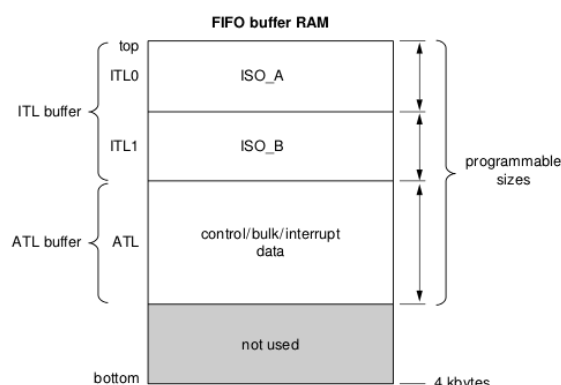 FIFO buffer RAM
top
ITL0
ISO_A
ITL buffer
ITL1
ISO_B
programmable
sizes
ATL buffer
ATL
control/bulk/interrupt
data
not used
bottom
4 kbytes